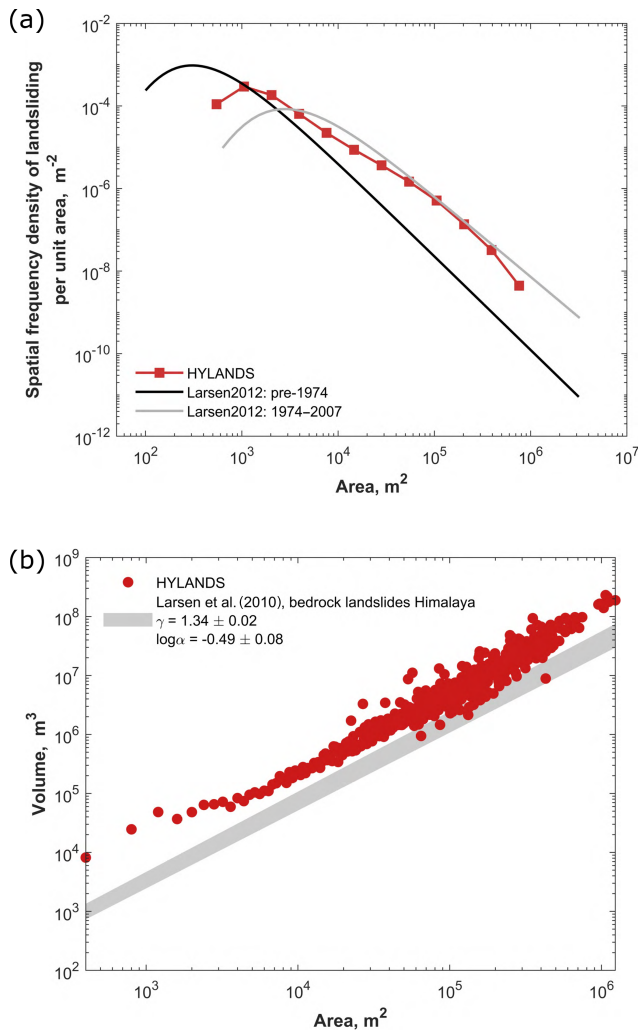 (a)
Spatial frequency density of landsliding
per unit area, m⁻²
10⁻²
10⁻⁴
10⁻⁶
10⁻⁸
10⁻¹⁰
10⁻¹²
HYLANDS
Larsen2012: pre-1974
Larsen2012: 1974–2007
10² 10³ 10⁴ 10⁵ 10⁶ 10⁷
Area, m²
(b)
Volume, m³
10⁹
10⁸
10⁷
10⁶
10⁵
10⁴
10³
10²
HYLANDS
Larsen et al. (2010), bedrock landslides Himalaya
γ = 1.34 ± 0.02
logα = -0.49 ± 0.08
10³ 10⁴ 10⁵ 10⁶
Area, m²